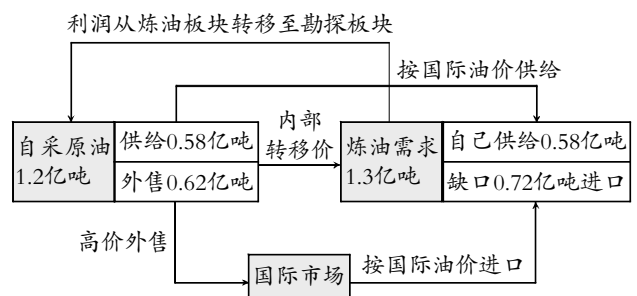 利润从炼油板块转移至勘探板块
按国际油价供给
自采原油
1.2亿吨
供给0.58亿吨
外售0.62亿吨
内部
转移价
炼油需求
1.3亿吨
自己供给0.58亿吨
缺口0.72亿吨进口
高价外售
国际市场
按国际油价进口